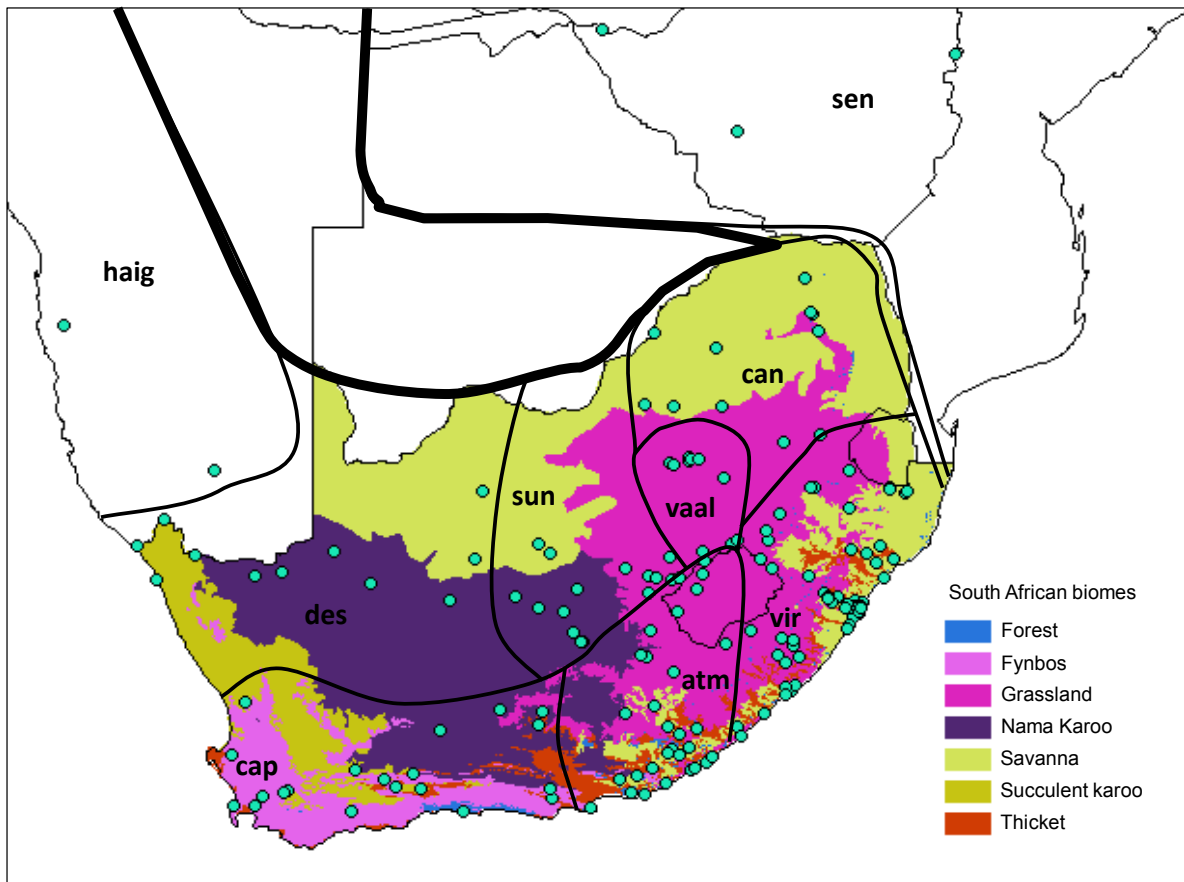 sen
haig
can
sun
vaal
des
vir
atm
cap
South African biomes
Forest
Fynbos
Grassland
Nama Karoo
Savanna
Succulent karoo
Thicket